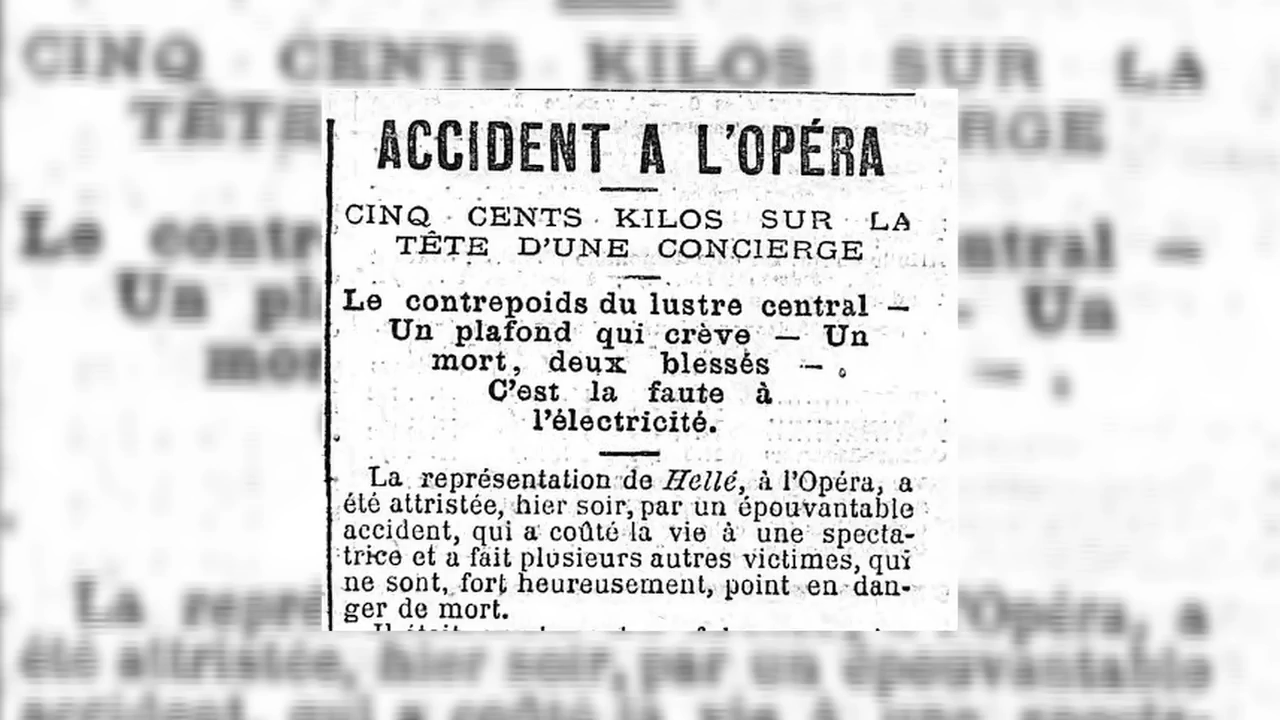 ACCIDENT A L'OPÉRA
CINQ CENTS KILOS SUR LA
TÊTE D'UNE CONCIERGE
Le contrepoids du lustre central —
Un plafond qui crève — Un
mort, deux blessés —
C'est la faute à
l'électricité.
La représentation de Hellé, à l'Opéra, a
été attristée, hier soir, par un épouvantable
accident, qui a coûté la vie à une specta-
trice et a fait plusieurs autres victimes, qui
ne sont, fort heureusement, point en dan-
ger de mort.